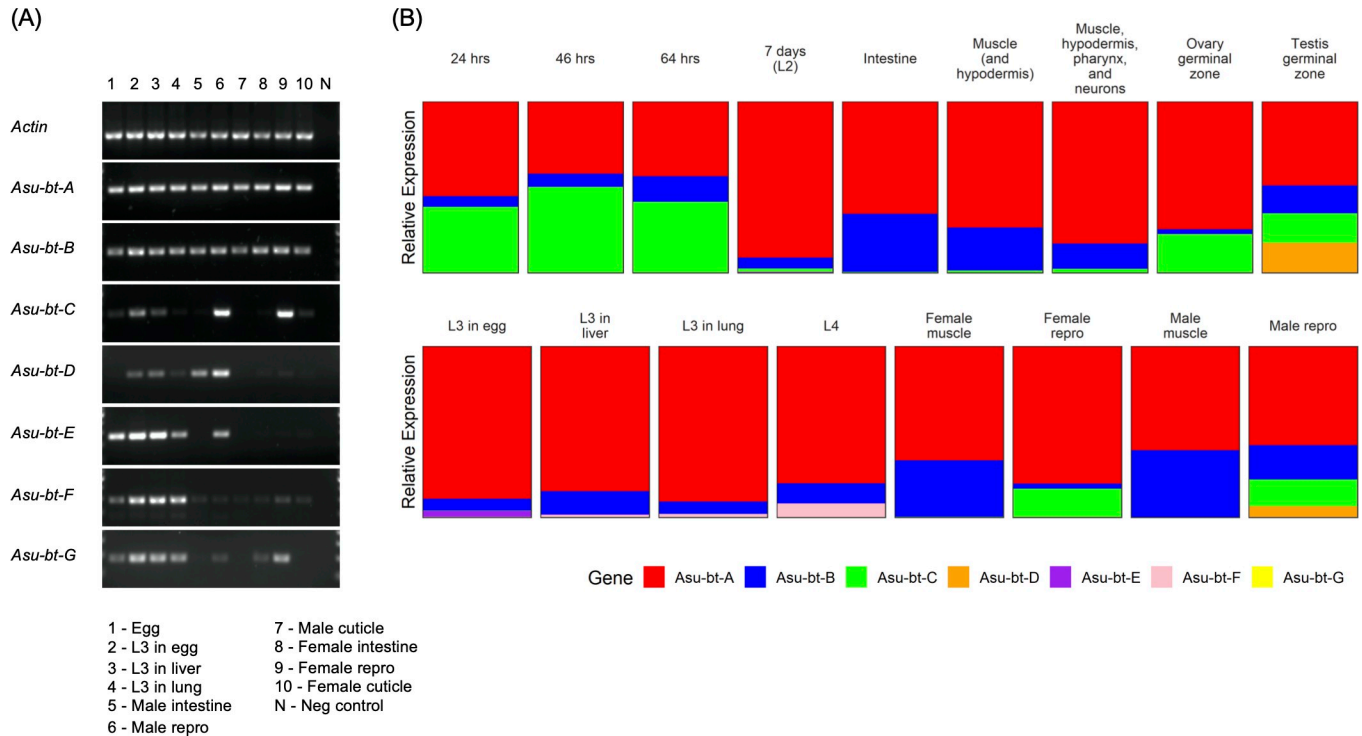 (A)
1 2 3 4 5 6 7 8 9 10 N
Actin
Asu-bt-A
Asu-bt-B
Asu-bt-C
Asu-bt-D
Asu-bt-E
Asu-bt-F
Asu-bt-G
1 - Egg
2 - L3 in egg
3 - L3 in liver
4 - L3 in lung
5 - Male intestine
6 - Male repro
7 - Male cuticle
8 - Female intestine
9 - Female repro
10 - Female cuticle
N - Neg control
(B)
24 hrs
46 hrs
64 hrs
7 days
(L2)
Intestine
Muscle
(and
hypodermis)
Muscle,
hypodermis,
pharynx,
and
neurons
Ovary
germinal
zone
Testis
germinal
zone
Relative Expression
L3 in egg
L3 in
liver
L3 in lung
L4
Female
muscle
Female
repro
Male
muscle
Male repro
Relative Expression
Gene Asu-bt-A Asu-bt-B Asu-bt-C Asu-bt-D Asu-bt-E Asu-bt-F Asu-bt-G